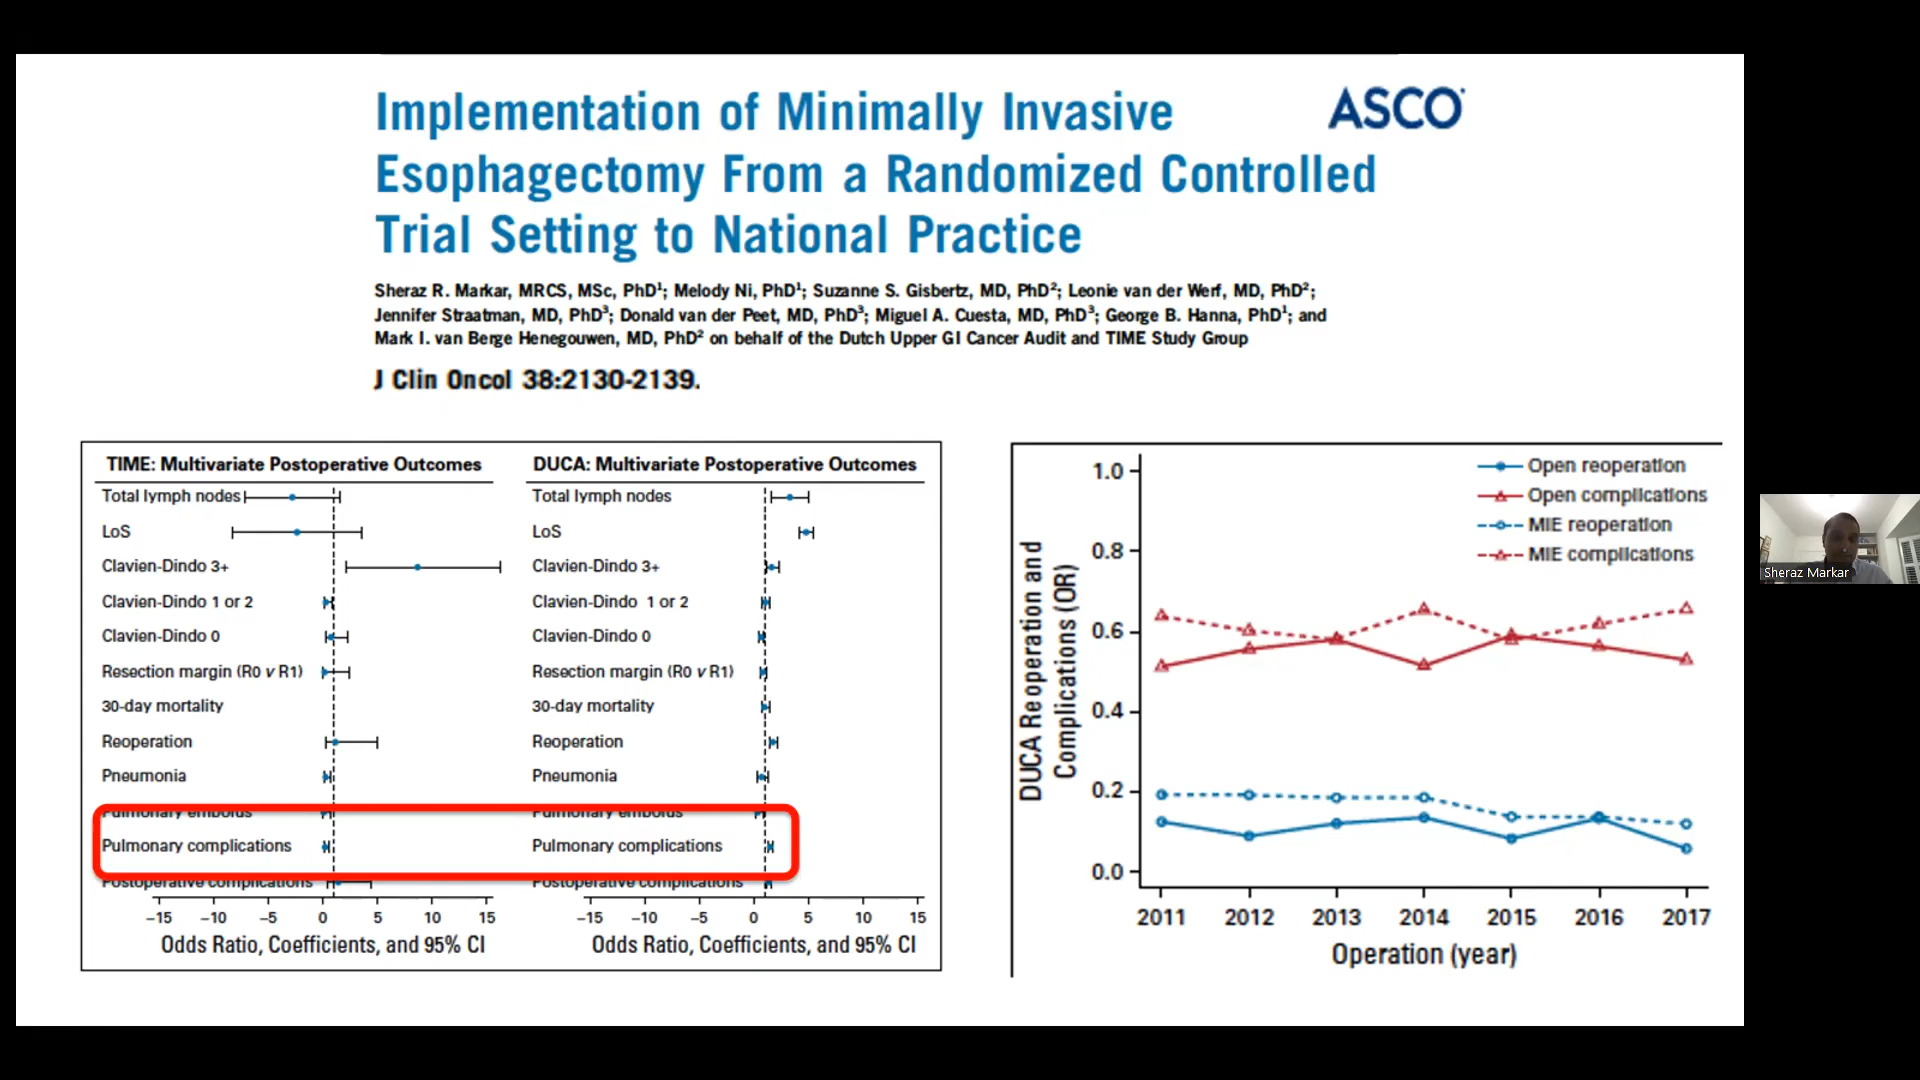 Implementation of Minimally Invasive
Esophagectomy From a Randomized Controlled
Trial Setting to National Practice
ASCO
Sheraz R. Markar, MRCS, MSc, PhD1; Melody Ni, PhD1; Suzanne S. Gisbertz, MD, PhD2; Leonie van der Werf, MD, PhD2;
Jennifer Straatman, MD, PhD3; Donald van der Peet, MD, PhD3; Miguel A. Cuesta, MD, PhD3; George B. Hanna, PhD1; and
Mark I. van Berge Henegouwen, MD, PhD2 on behalf of the Dutch Upper GI Cancer Audit and TIME Study Group
J Clin Oncol 38:2130-2139.
TIME: Multivariate Postoperative Outcomes
Total lymph nodes
LoS
Clavien-Dindo 3+
Clavien-Dindo 1 or 2
Clavien-Dindo 0
Resection margin (R0 v R1)
30-day mortality
Reoperation
Pneumonia
Pulmonary embolus
Pulmonary complications
Postoperative complications
−15 −10 −5 0 5 10 15
Odds Ratio, Coefficients, and 95% CI
DUCA: Multivariate Postoperative Outcomes
Total lymph nodes
LoS
Clavien-Dindo 3+
Clavien-Dindo 1 or 2
Clavien-Dindo 0
Resection margin (R0 v R1)
30-day mortality
Reoperation
Pneumonia
Pulmonary embolus
Pulmonary complications
Postoperative complications
−15 −10 −5 0 5 10 15
Odds Ratio, Coefficients, and 95% CI
DUCA Reoperation and
Complications (OR)
1.0
0.8
0.6
0.4
0.2
0.0
Open reoperation
Open complications
MIE reoperation
MIE complications
2011 2012 2013 2014 2015 2016 2017
Operation (year)
Sheraz Markar